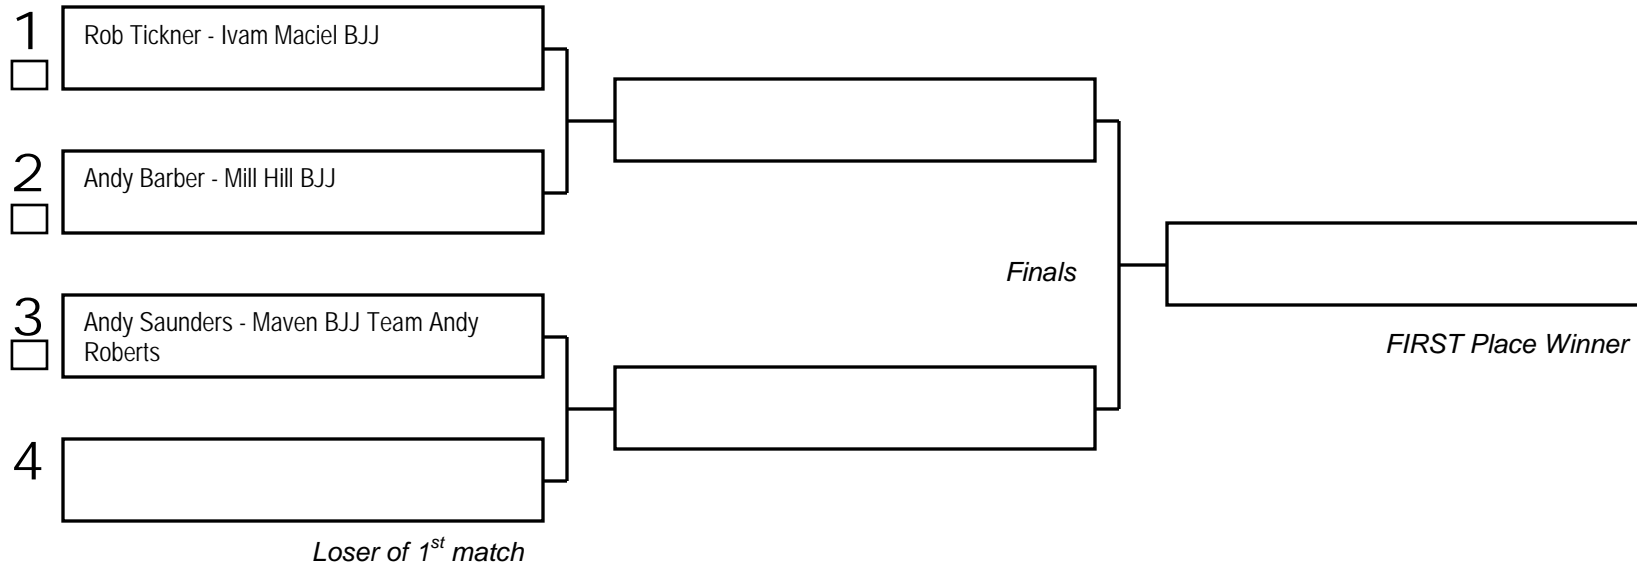 1
Rob Tickner - Ivam Maciel BJJ
2
Andy Barber - Mill Hill BJJ
Finals
3
Andy Saunders - Maven BJJ Team Andy
Roberts
FIRST Place Winner
4
Loser of 1st match